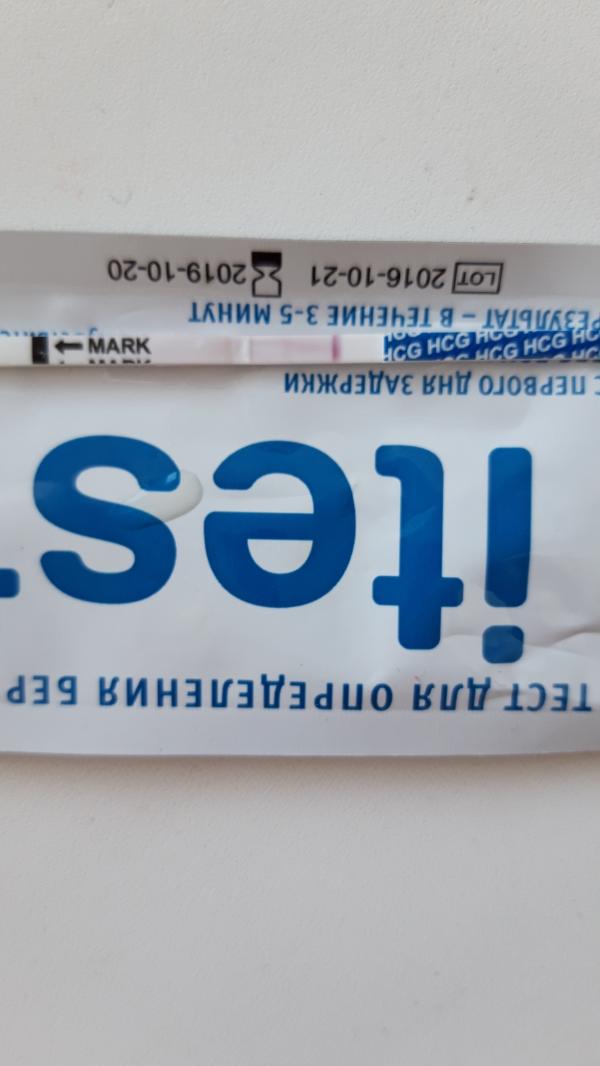 ТЕСТ ДЛЯ ОПРЕДЕЛЕНИЯ БЕР
ites
С ПЕРВОГО ДНЯ ЗАДЕРЖКИ
MARK HCG HCG HCG HCG
РЕЗУЛЬТАТ – В ТЕЧЕНИЕ 3-5 МИНУТ
LOT 2016-10-21 2019-10-20